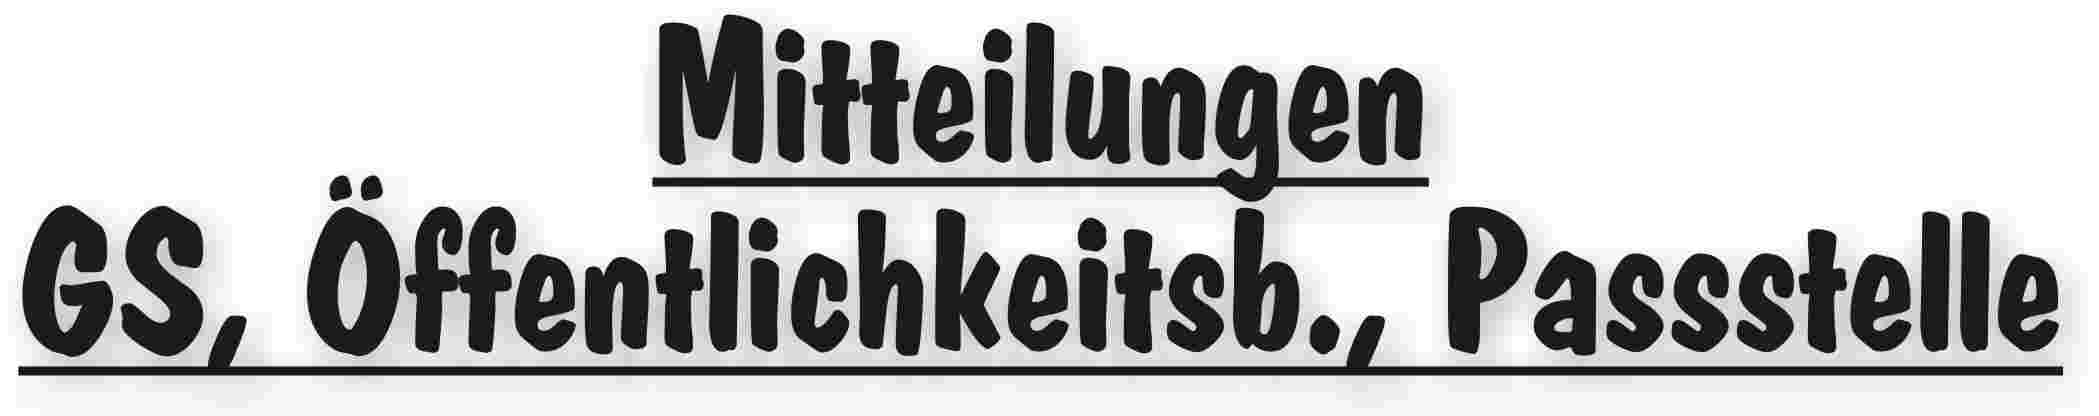 Mitteilungen
GS, Öffentlichkeitsb., Passstelle